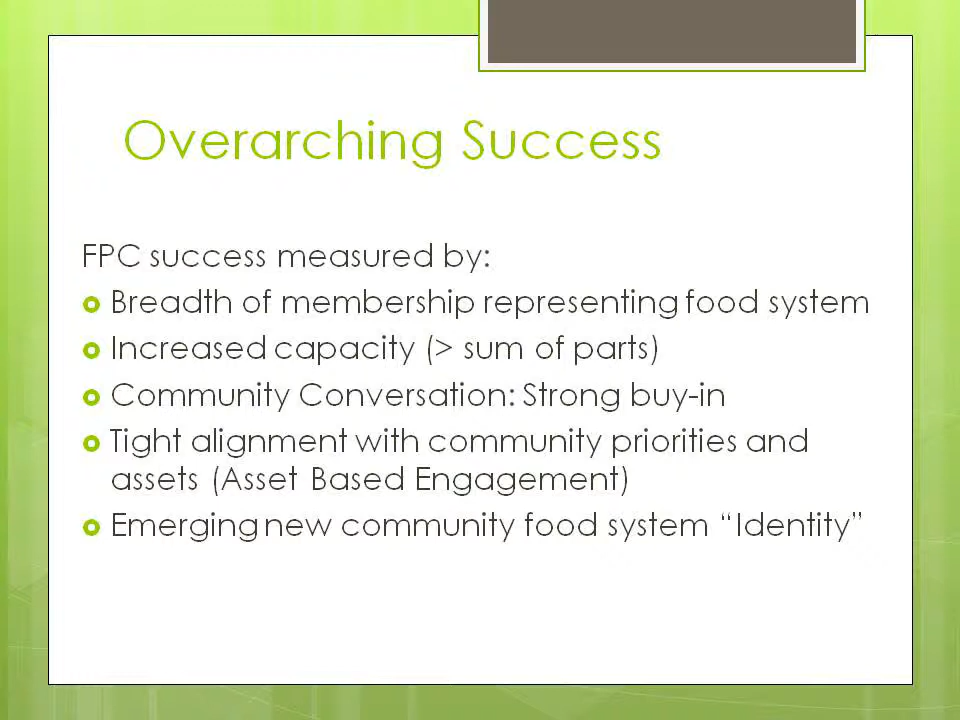 Overarching Success
FPC success measured by:
Breadth of membership representing food system
Increased capacity (> sum of parts)
Community Conversation: Strong buy-in
Tight alignment with community priorities and
assets (Asset Based Engagement)
Emerging new community food system “Identity”